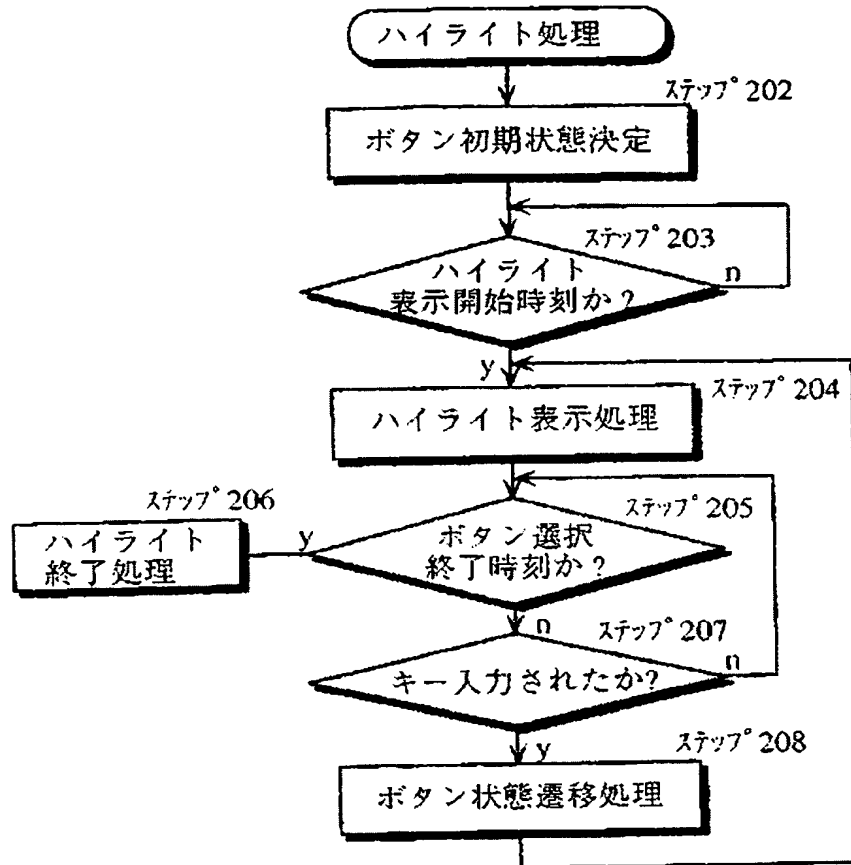 ハイライト処理
ステップ202
ボタン初期状態決定
ステップ203
ハイライト
表示開始時刻か?
n
y
ステップ204
ハイライト表示処理
ステップ206
ハイライト
終了処理
y
ステップ205
ボタン選択
終了時刻か?
n
ステップ207
キー入力されたか?
n
y
ステップ208
ボタン状態遷移処理